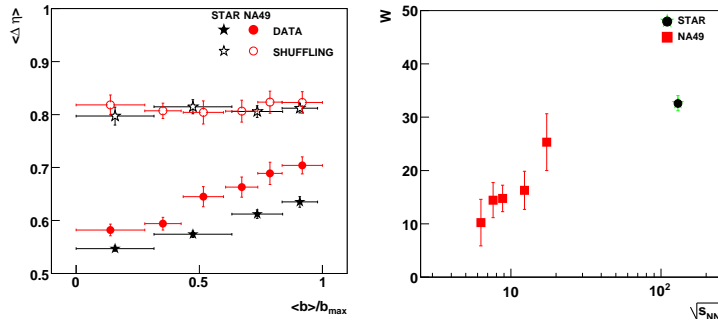 <Δ η>
1
0.9
0.8
0.7
0.6
0.5
STAR NA49
DATA
SHUFFLING
0
0.5
1
<b>/b_max
W
50
40
30
20
10
0
STAR
NA49
10
10²
√s_NN